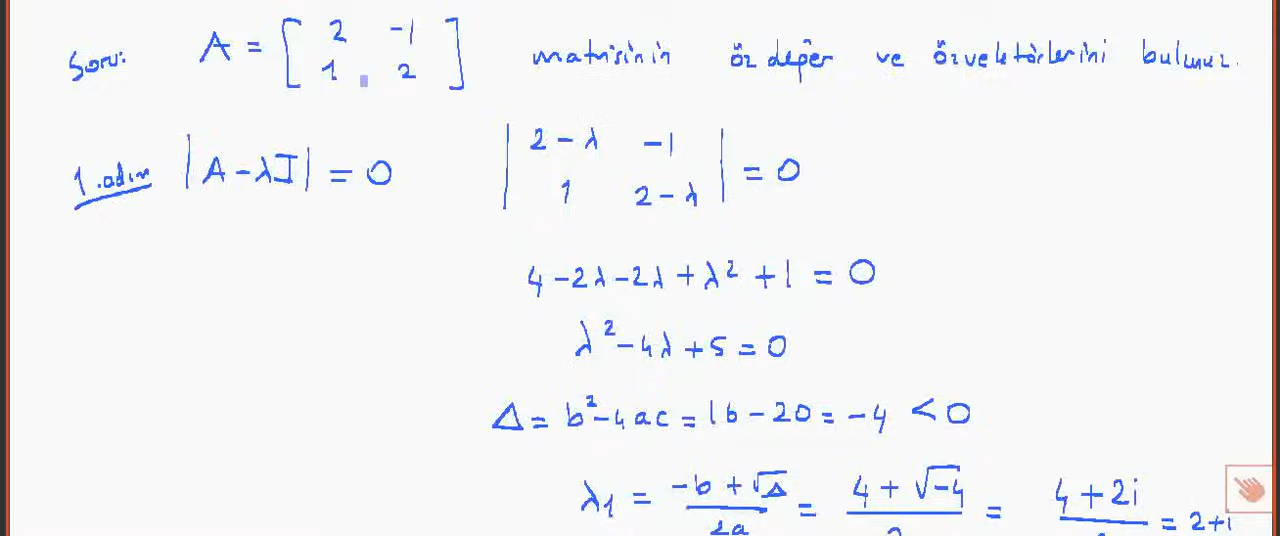 Soru: A = [ 2 -1 ; 1 2 ] matrisinin özdeğer ve özvektörlerini bulunuz.
1.adım |A - λI| = 0 | 2-λ -1 ; 1 2-λ | = 0
4 - 2λ - 2λ + λ² + 1 = 0
λ² - 4λ + 5 = 0
Δ = b² - 4ac = 16 - 20 = -4 < 0
λ1 = (-b + √Δ)/2a = (4 + √-4)/2 = 4 + 2i = 2+i